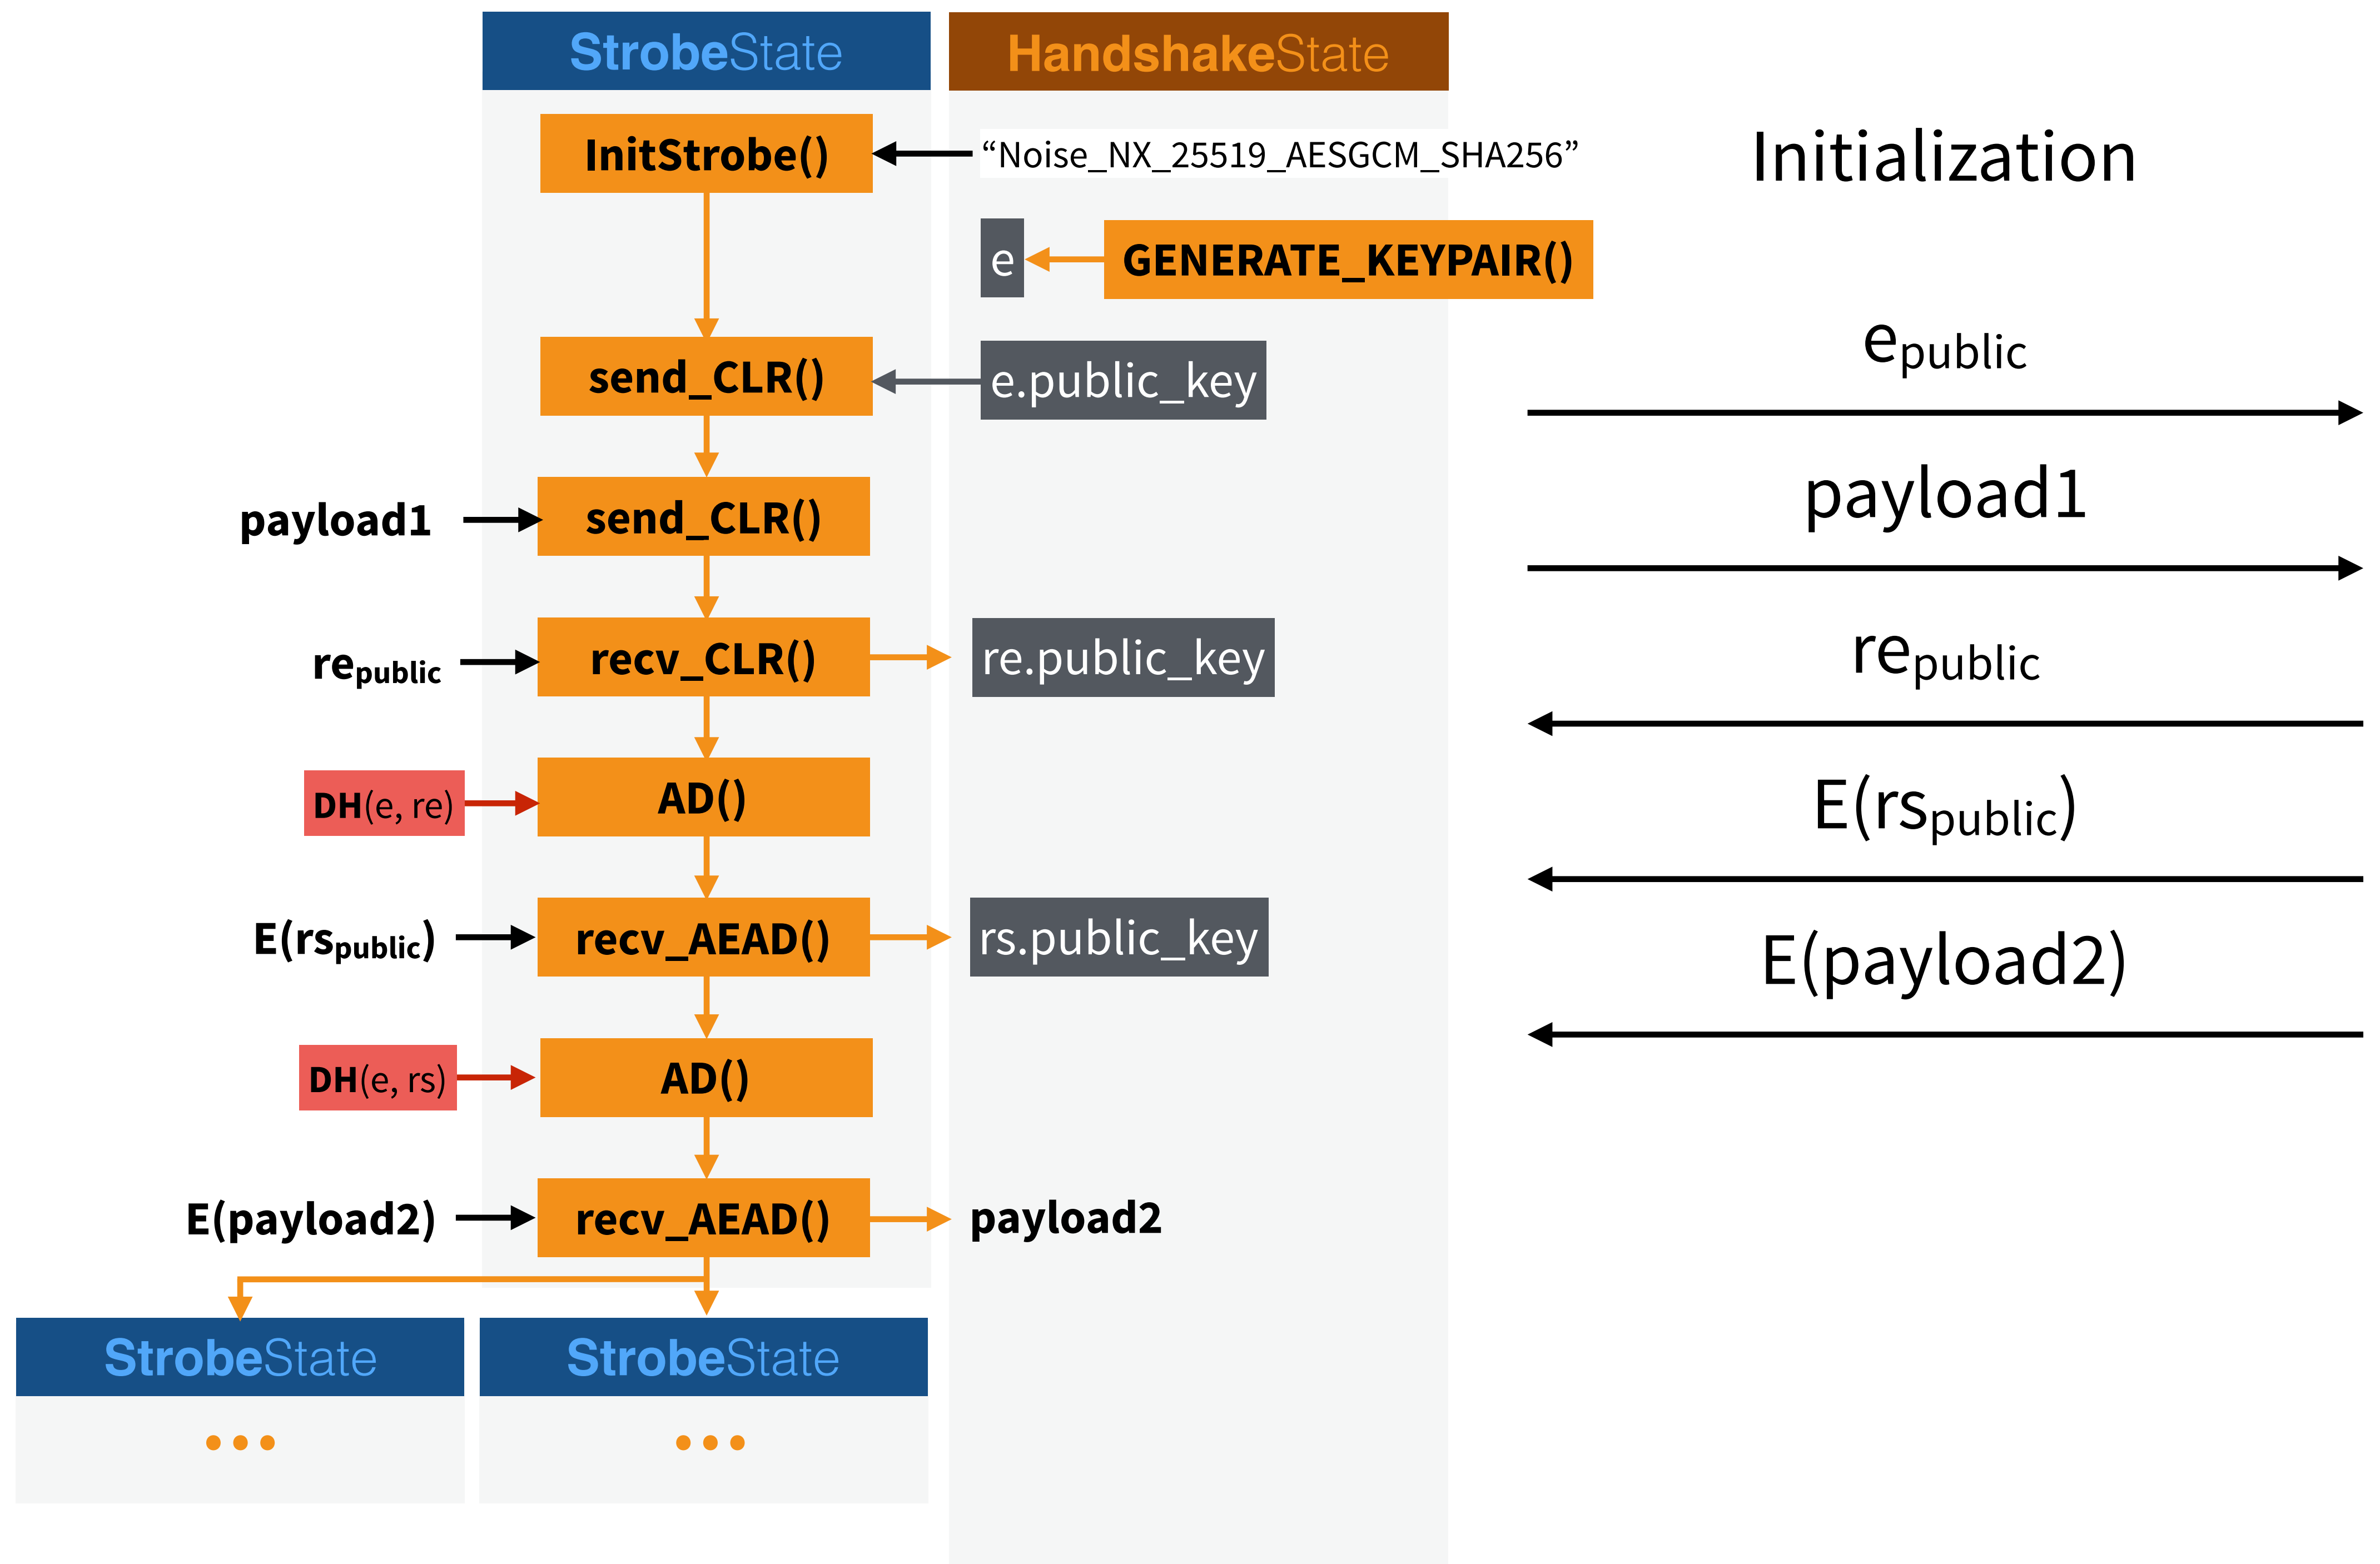 StrobeState
HandshakeState
InitStrobe()
“Noise_NX_25519_AESGCM_SHA256”
Initialization
e
GENERATE_KEYPAIR()
send_CLR()
e.public_key
epublic
payload1
send_CLR()
payload1
republic
recv_CLR()
re.public_key
republic
DH(e, re)
AD()
E(rspublic)
E(rspublic)
recv_AEAD()
rs.public_key
E(payload2)
DH(e, rs)
AD()
E(payload2)
recv_AEAD()
payload2
StrobeState
StrobeState
...
...